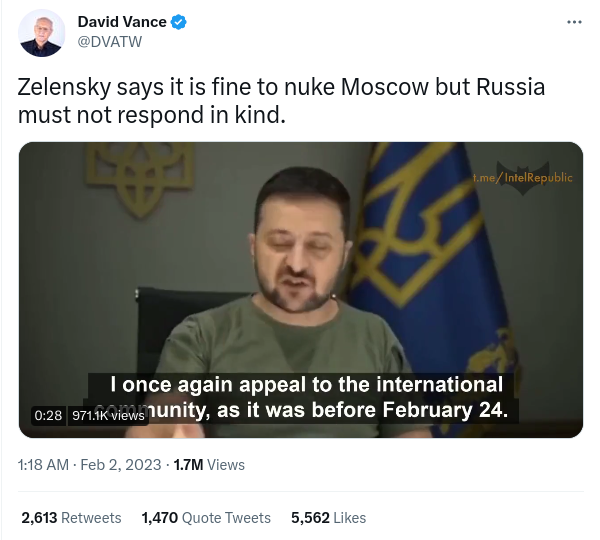 David Vance
@DVATW
Zelensky says it is fine to nuke Moscow but Russia
must not respond in kind.
t.me/IntelRepublic
I once again appeal to the international
community, as it was before February 24.
0:28 971.1K views
1:18 AM · Feb 2, 2023 · 1.7M Views
2,613 Retweets 1,470 Quote Tweets 5,562 Likes